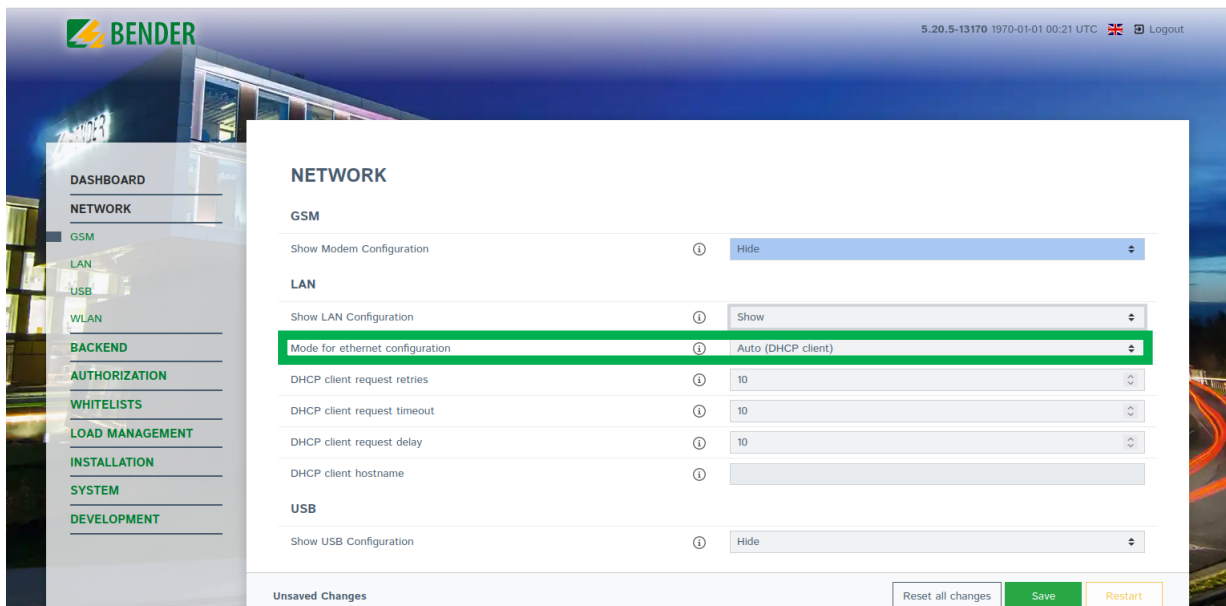 BENDER
5.20.5-13170 1970-01-01 00:21 UTC Logout
DASHBOARD
NETWORK
GSM
LAN
USB
WLAN
BACKEND
AUTHORIZATION
WHITELISTS
LOAD MANAGEMENT
INSTALLATION
SYSTEM
DEVELOPMENT
NETWORK
GSM
Show Modem Configuration Hide
LAN
Show LAN Configuration Show
Mode for ethernet configuration Auto (DHCP client)
DHCP client request retries 10
DHCP client request timeout 10
DHCP client request delay 10
DHCP client hostname
USB
Show USB Configuration Hide
Unsaved Changes Reset all changes Save Restart